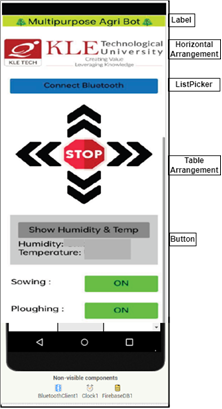 Multipurpose Agri Bot
Label
KLE TECH
KLE Technological
University
Creating Value
Leveraging Knowledge
Horizontal
Arrangement
Connect Bluetooth
ListPicker
STOP
Table
Arrangement
Show Humidity & Temp
Humidity:
Temperature:
Button
Sowing :
ON
Ploughing :
ON
Non-visible components
BluetoothClient1
Clock1
FirebaseDB1